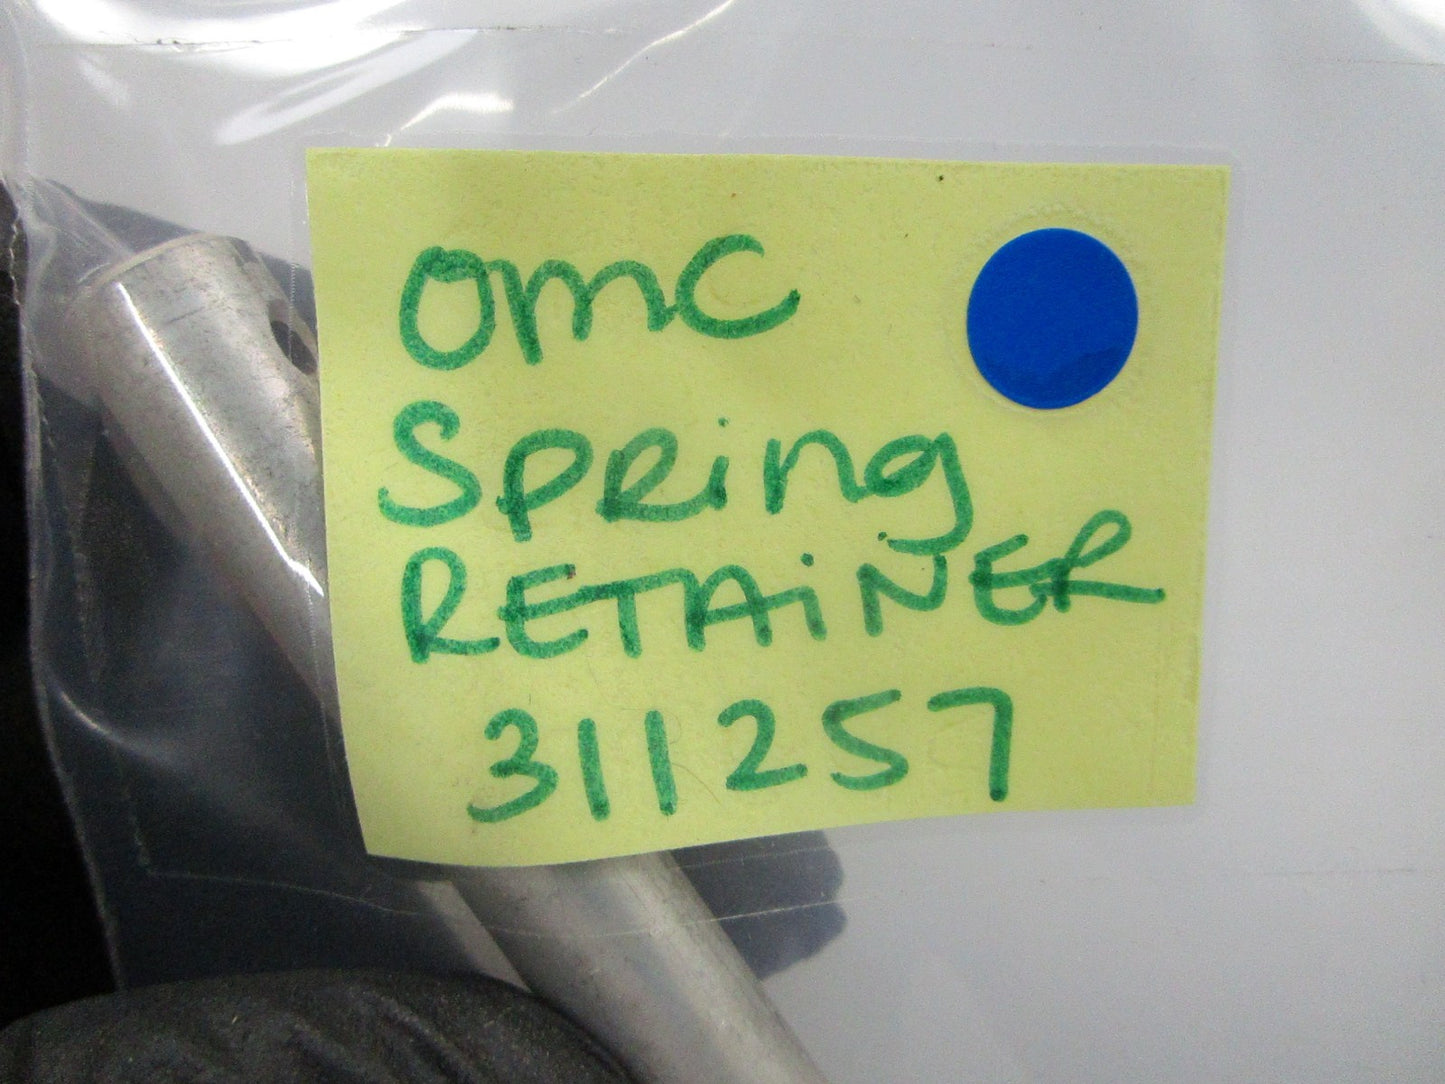 OMC
SPRiNg
RETAiNER
311257